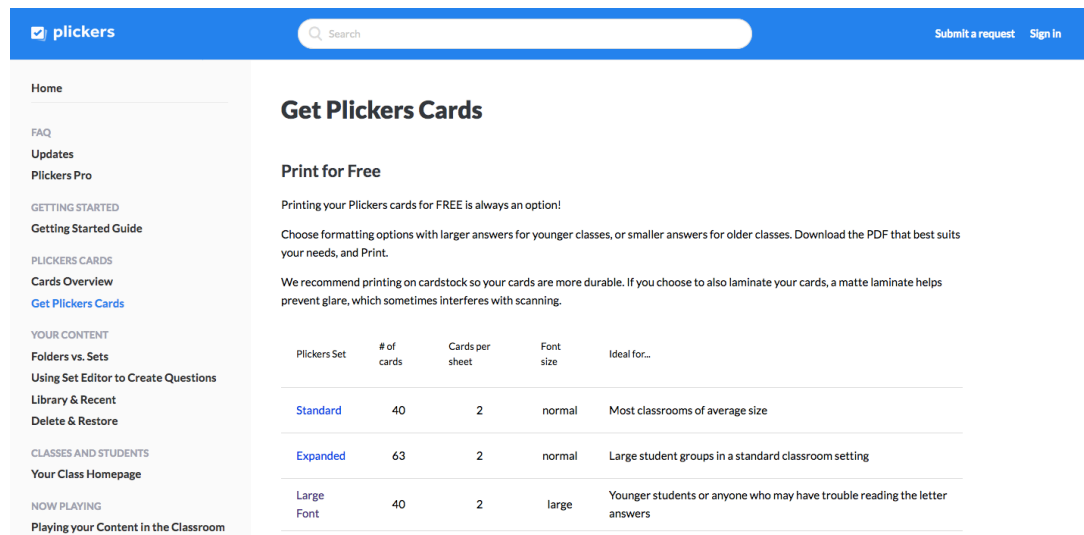 plickers
Search
Submit a request
Sign in
Home
FAQ
Updates
Plickers Pro
GETTING STARTED
Getting Started Guide
PLICKERS CARDS
Cards Overview
Get Plickers Cards
YOUR CONTENT
Folders vs. Sets
Using Set Editor to Create Questions
Library & Recent
Delete & Restore
CLASSES AND STUDENTS
Your Class Homepage
NOW PLAYING
Playing your Content in the Classroom
Get Plickers Cards
Print for Free
Printing your Plickers cards for FREE is always an option!
Choose formatting options with larger answers for younger classes, or smaller answers for older classes. Download the PDF that best suits
your needs, and Print.
We recommend printing on cardstock so your cards are more durable. If you choose to also laminate your cards, a matte laminate helps
prevent glare, which sometimes interferes with scanning.
Plickers Set # of cards Cards per sheet Font size Ideal for...
Standard 40 2 normal Most classrooms of average size
Expanded 63 2 normal Large student groups in a standard classroom setting
Large Font 40 2 large Younger students or anyone who may have trouble reading the letter
answers